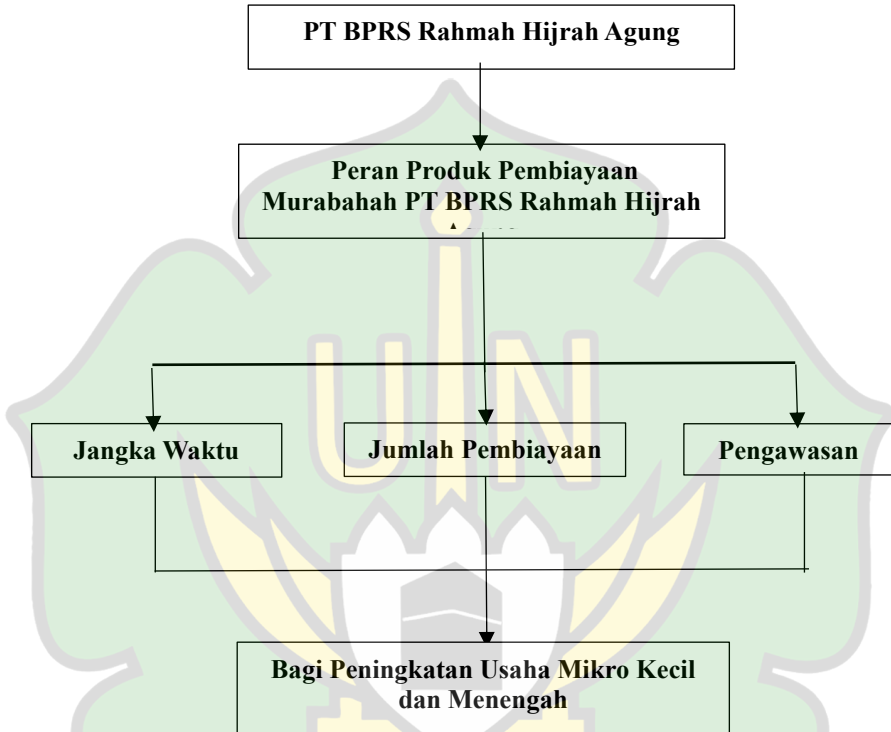 PT BPRS Rahmah Hijrah Agung
Peran Produk Pembiayaan
Murabahah PT BPRS Rahmah Hijrah
Jangka Waktu
Jumlah Pembiayaan
Pengawasan
Bagi Peningkatan Usaha Mikro Kecil
dan Menengah
UIN